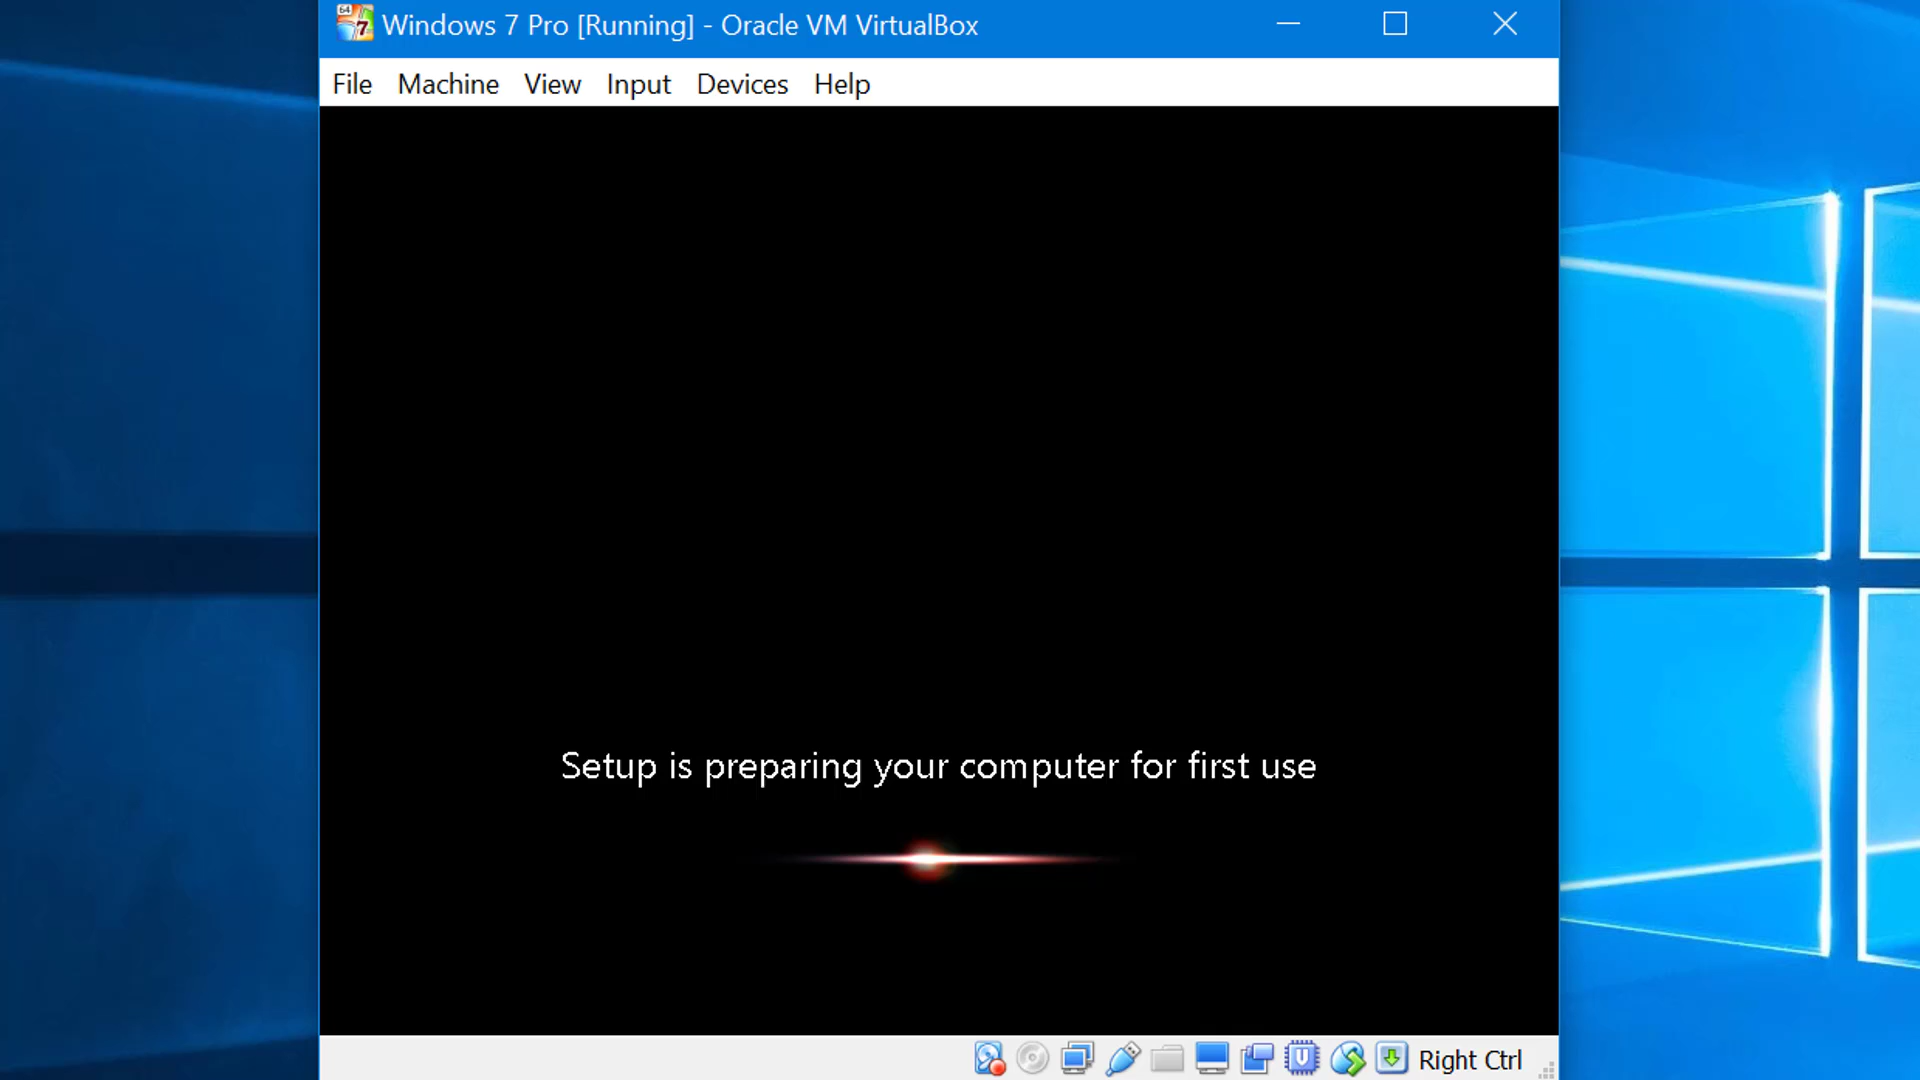 Windows 7 Pro [Running] - Oracle VM VirtualBox
File Machine View Input Devices Help
Setup is preparing your computer for first use
Right Ctrl